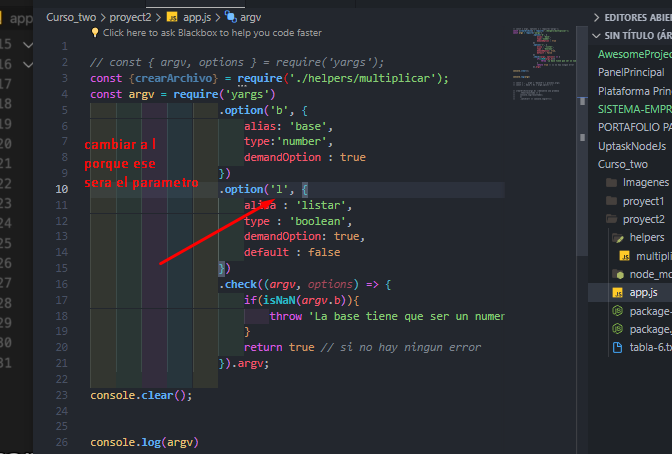 Curso_two > proyect2 > app.js > argv
Click here to ask Blackbox to help you code faster
1
2 // const { argv, options } = require('yargs');
3 const {crearArchivo} = require('./helpers/multiplicar');
4 const argv = require('yargs')
5 .option('b', {
6 alias: 'base',
7 type:'number',
8 demandOption : true
9 })
10 .option('l', {
11 alisa : 'listar',
12 type : 'boolean',
13 demandOption: true,
14 default : false
15 })
16 .check((argv, options) => {
17 if(isNaN(argv.b)){
18 throw 'La base tiene que ser un numer
19 }
20 return true // si no hay ningun error
21 }).argv;
22
23 console.clear();
24
25
26 console.log(argv)
cambiar a l
porque ese
sera el parametro
app
15
16
17
18
19
20
21
22
23
24
25
26
27
28
29
30
31
EDITORES ABIE
SIN TÍTULO (ÁR
AwesomeProjec
PanelPrincipal
Plataforma Prin
SISTEMA-EMPR
PORTAFOLIO PA
UptaskNodeJs
Curso_two
Imagenes
proyect1
proyect2
helpers
multipli
node_mo
app.js
package-
package.
tabla-6.t